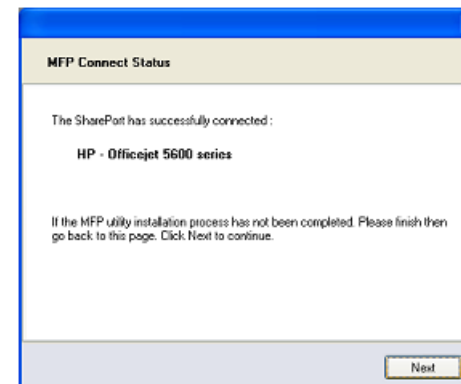 MFP Connect Status
The SharePort has successfully connected :
HP - Officejet 5600 series
If the MFP utility installation process has not been completed. Please finish then
go back to this page. Click Next to continue.
Next